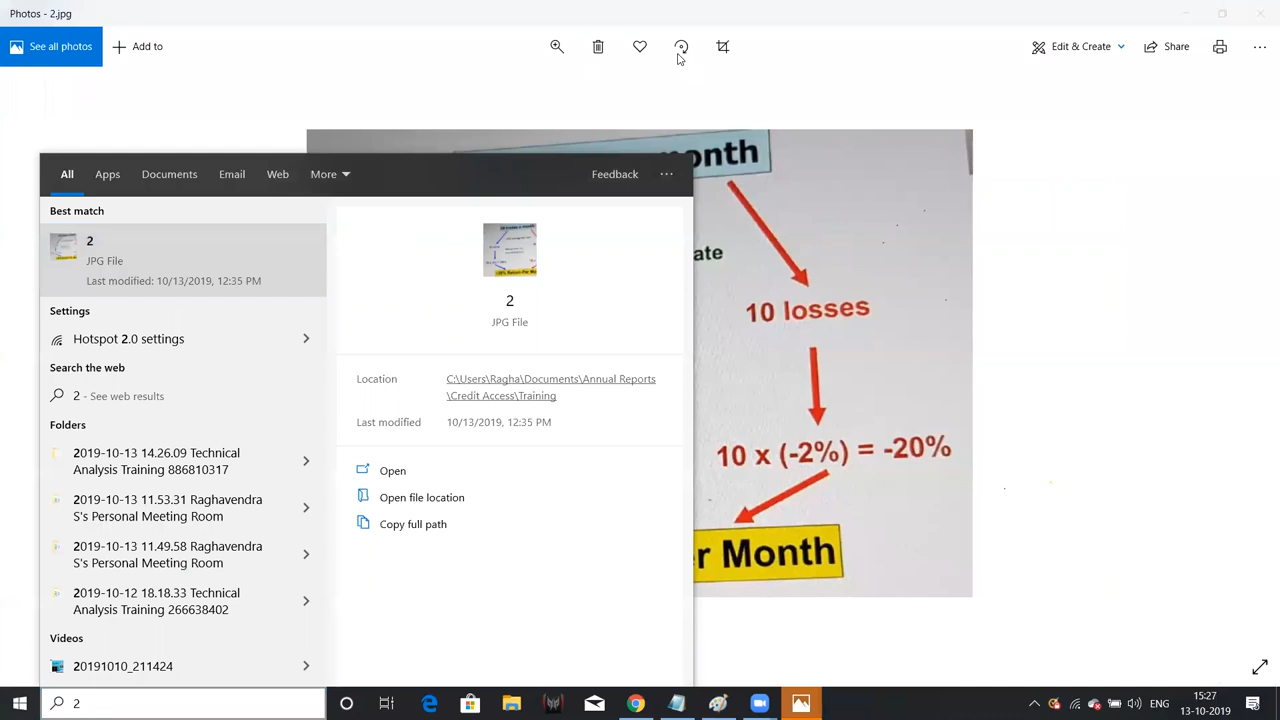 Photos - 2.jpg
See all photos
Add to
Edit & Create
Share
month
ate
10 losses
10 x (-2%) = -20%
r Month
All
Apps
Documents
Email
Web
More
Feedback
Best match
2
JPG File
Last modified: 10/13/2019, 12:35 PM
Settings
Hotspot 2.0 settings
Search the web
2 - See web results
Folders
2019-10-13 14.26.09 Technical
Analysis Training 886810317
2019-10-13 11.53.31 Raghavendra
S's Personal Meeting Room
2019-10-13 11.49.58 Raghavendra
S's Personal Meeting Room
2019-10-12 18.18.33 Technical
Analysis Training 266638402
Videos
20191010_211424
2
JPG File
Location
C:\Users\Ragha\Documents\Annual Reports
\Credit Access\Training
Last modified
10/13/2019, 12:35 PM
Open
Open file location
Copy full path
2
ENG
15:27
13-10-2019